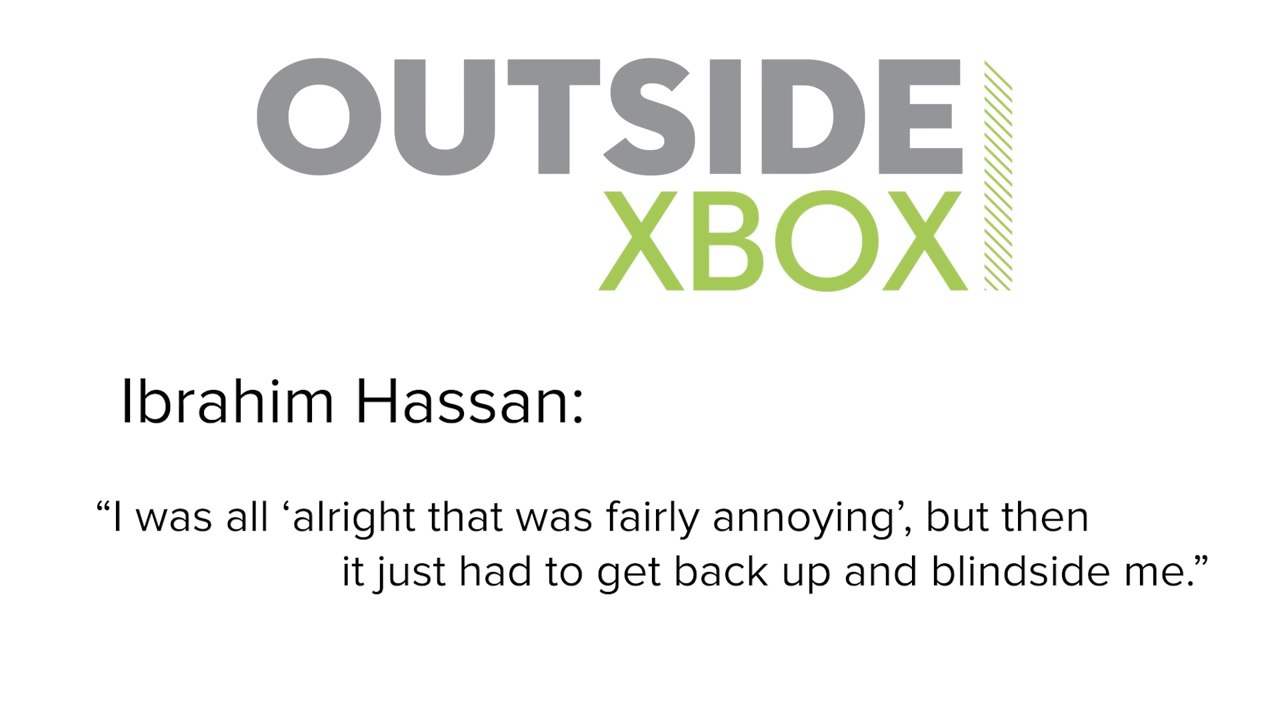 OUTSIDE
XBOX
Ibrahim Hassan:
“I was all ‘alright that was fairly annoying’, but then
it just had to get back up and blindside me.”